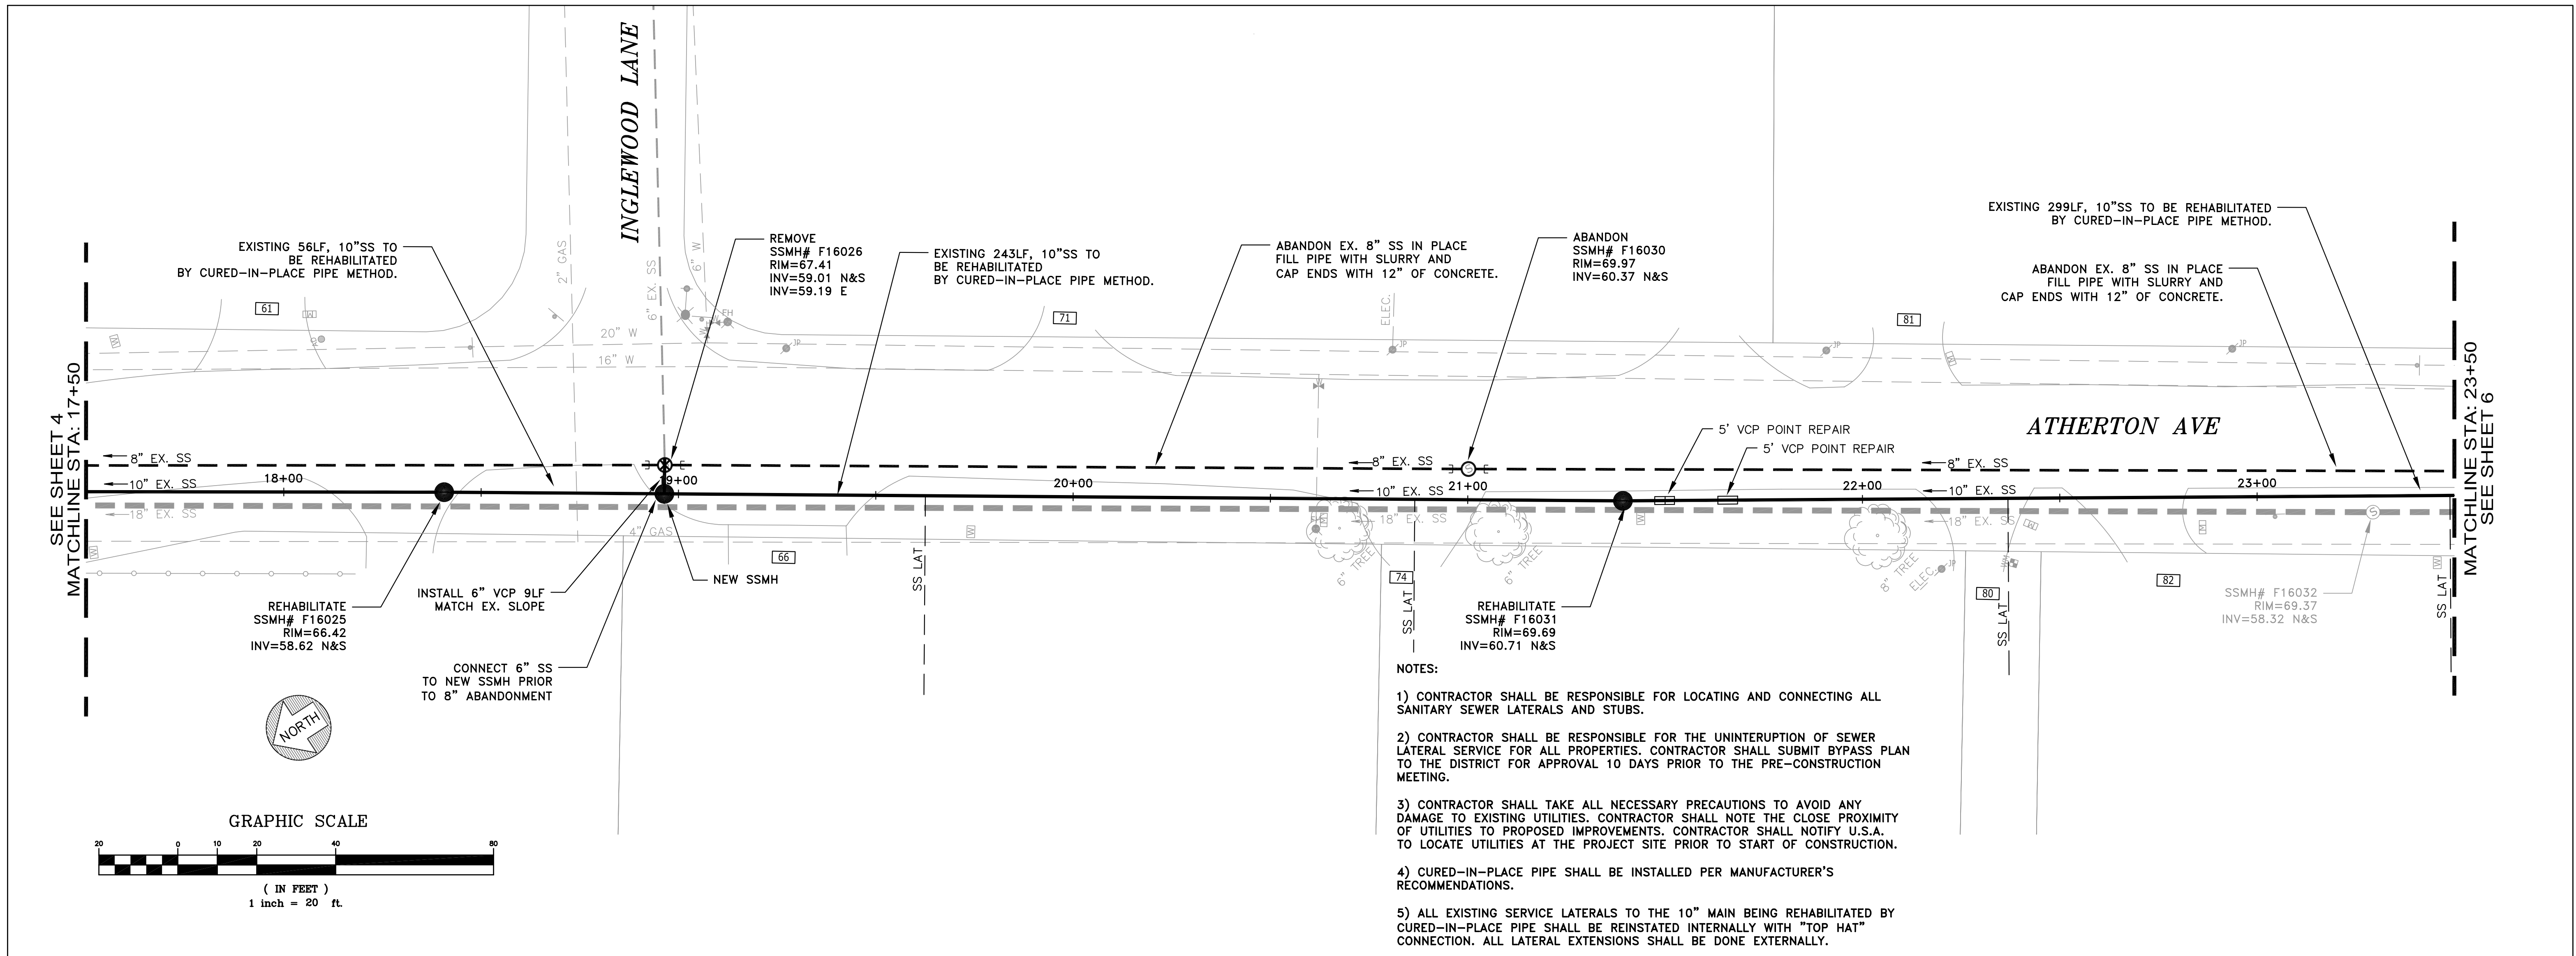 INGLEWOOD LANE
EXISTING 56LF, 10"SS TO
BE REHABILITATED
BY CURED-IN-PLACE PIPE METHOD.
2" GAS
6" EX. SS
6" W
REMOVE
SSMH# F16026
RIM=67.41
INV=59.01 N&S
INV=59.19 E
EXISTING 243LF, 10"SS TO
BE REHABILITATED
BY CURED-IN-PLACE PIPE METHOD.
ABANDON EX. 8" SS IN PLACE
FILL PIPE WITH SLURRY AND
CAP ENDS WITH 12" OF CONCRETE.
ABANDON
SSMH# F16030
RIM=69.97
INV=60.37 N&S
EXISTING 299LF, 10"SS TO BE REHABILITATED
BY CURED-IN-PLACE PIPE METHOD.
ABANDON EX. 8" SS IN PLACE
FILL PIPE WITH SLURRY AND
CAP ENDS WITH 12" OF CONCRETE.
61
71
81
FH
ELEC.
JP
JP
JP
JP
20" W
16" W
SEE SHEET 4
MATCHLINE STA: 17+50
MATCHLINE STA: 23+50
SEE SHEET 6
ATHERTON AVE
5' VCP POINT REPAIR
5' VCP POINT REPAIR
8" EX. SS
8" EX. SS
8" EX. SS
S
18+00
19+00
20+00
21+00
22+00
23+00
10" EX. SS
10" EX. SS
10" EX. SS
18" EX. SS
18" EX. SS
18" EX. SS
S
4" GAS
66
74
80
82
6" TREE
6" TREE
8" TREE
ELEC.
JP
SS LAT
SS LAT
SS LAT
SS LAT
NEW SSMH
INSTALL 6" VCP 9LF
MATCH EX. SLOPE
REHABILITATE
SSMH# F16025
RIM=66.42
INV=58.62 N&S
CONNECT 6" SS
TO NEW SSMH PRIOR
TO 8" ABANDONMENT
REHABILITATE
SSMH# F16031
RIM=69.69
INV=60.71 N&S
SSMH# F16032
RIM=69.37
INV=58.32 N&S
NORTH
GRAPHIC SCALE
20 0 10 20 40 80
( IN FEET )
1 inch = 20 ft.
NOTES:
1) CONTRACTOR SHALL BE RESPONSIBLE FOR LOCATING AND CONNECTING ALL
SANITARY SEWER LATERALS AND STUBS.
2) CONTRACTOR SHALL BE RESPONSIBLE FOR THE UNINTERUPTION OF SEWER
LATERAL SERVICE FOR ALL PROPERTIES. CONTRACTOR SHALL SUBMIT BYPASS PLAN
TO THE DISTRICT FOR APPROVAL 10 DAYS PRIOR TO THE PRE-CONSTRUCTION
MEETING.
3) CONTRACTOR SHALL TAKE ALL NECESSARY PRECAUTIONS TO AVOID ANY
DAMAGE TO EXISTING UTILITIES. CONTRACTOR SHALL NOTE THE CLOSE PROXIMITY
OF UTILITIES TO PROPOSED IMPROVEMENTS. CONTRACTOR SHALL NOTIFY U.S.A.
TO LOCATE UTILITIES AT THE PROJECT SITE PRIOR TO START OF CONSTRUCTION.
4) CURED-IN-PLACE PIPE SHALL BE INSTALLED PER MANUFACTURER'S
RECOMMENDATIONS.
5) ALL EXISTING SERVICE LATERALS TO THE 10" MAIN BEING REHABILITATED BY
CURED-IN-PLACE PIPE SHALL BE REINSTATED INTERNALLY WITH "TOP HAT"
CONNECTION. ALL LATERAL EXTENSIONS SHALL BE DONE EXTERNALLY.